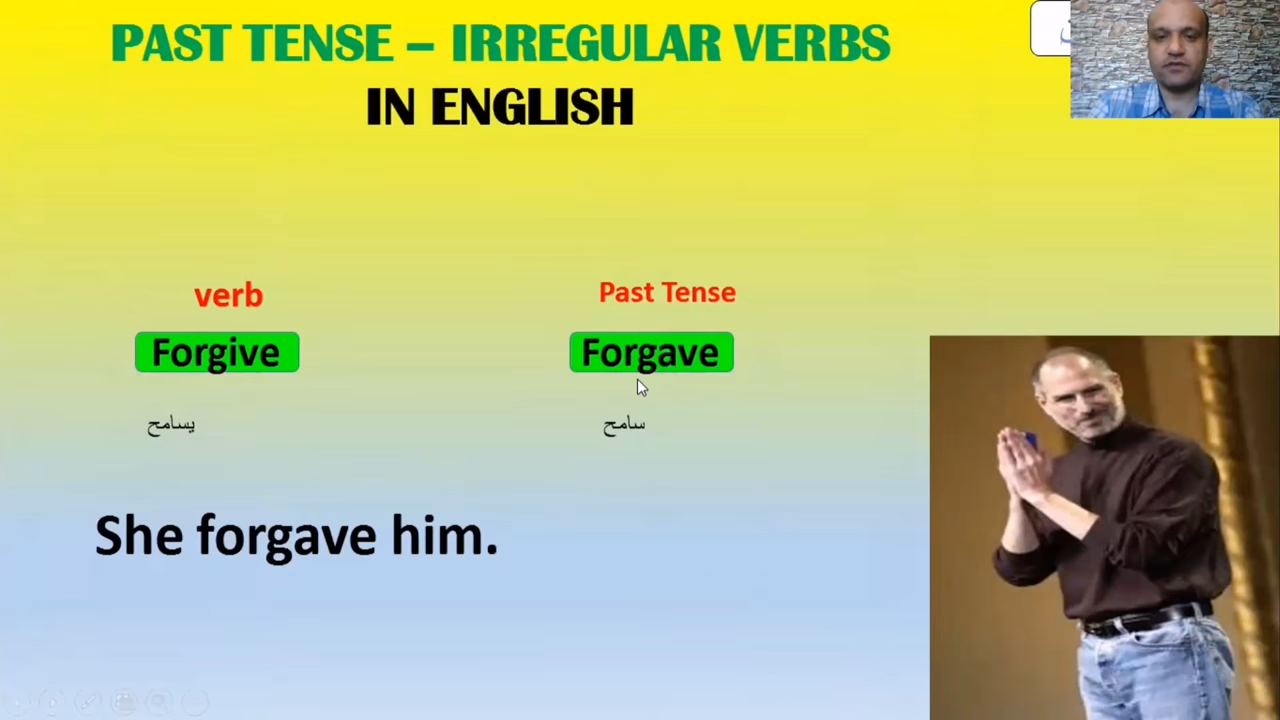 PAST TENSE – IRREGULAR VERBS
IN ENGLISH
verb
Past Tense
Forgive
Forgave
يسامح
سامح
She forgave him.